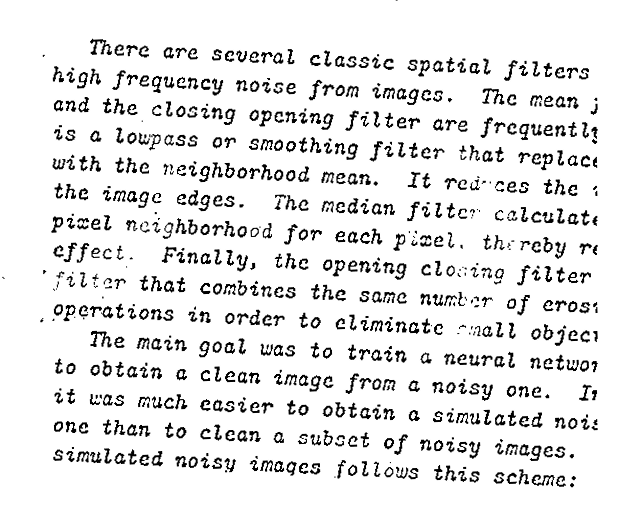 There are several classic spatial filters
high frequency noise from images. The mean
and the closing opening filter are frequently
is a lowpass or smoothing filter that replace
with the neighborhood mean. It reduces the
the image edges. The median filter calculate
pixel neighborhood for each pixel, thereby re
effect. Finally, the opening closing filter
filter that combines the same number of eros
operations in order to eliminate small objec
The main goal was to train a neural networ
to obtain a clean image from a noisy one. In
it was much easier to obtain a simulated nois
one than to clean a subset of noisy images.
simulated noisy images follows this scheme: